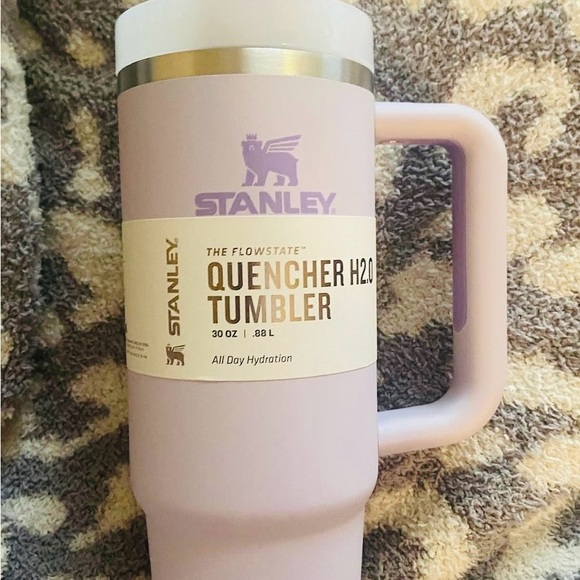 STANLEY.
THE FLOWSTATE™
QUENCHER H2.0
TUMBLER
30 OZ | .88 L
All Day Hydration
STANLEY.